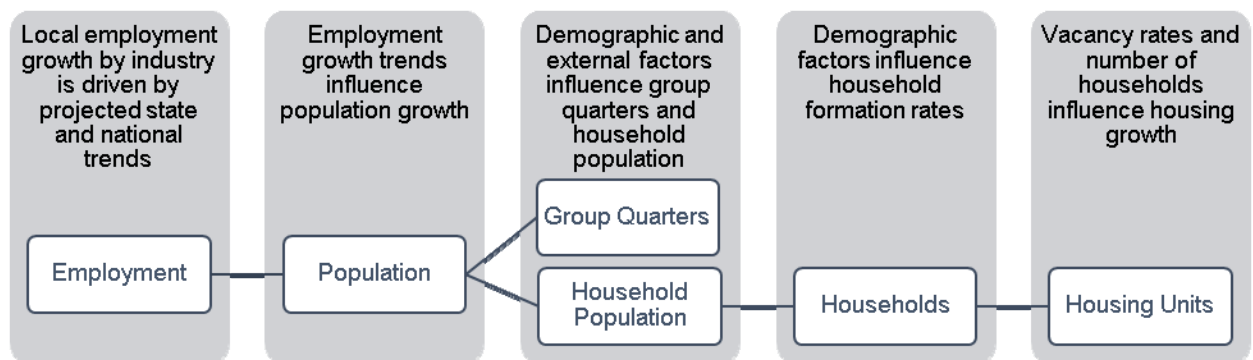 Local employment
growth by industry
is driven by
projected state
and national
trends
Employment
growth trends
influence
population growth
Demographic and
external factors
influence group
quarters and
household
population
Demographic
factors influence
household
formation rates
Vacancy rates and
number of
households
influence housing
growth
Employment
Population
Group Quarters
Household
Population
Households
Housing Units